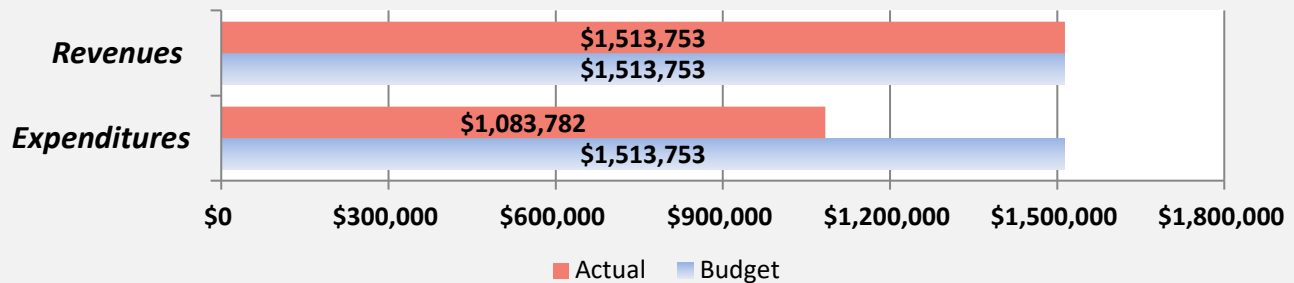 Revenues
$1,513,753
$1,513,753
Expenditures
$1,083,782
$1,513,753
$0 $300,000 $600,000 $900,000 $1,200,000 $1,500,000 $1,800,000
Actual Budget